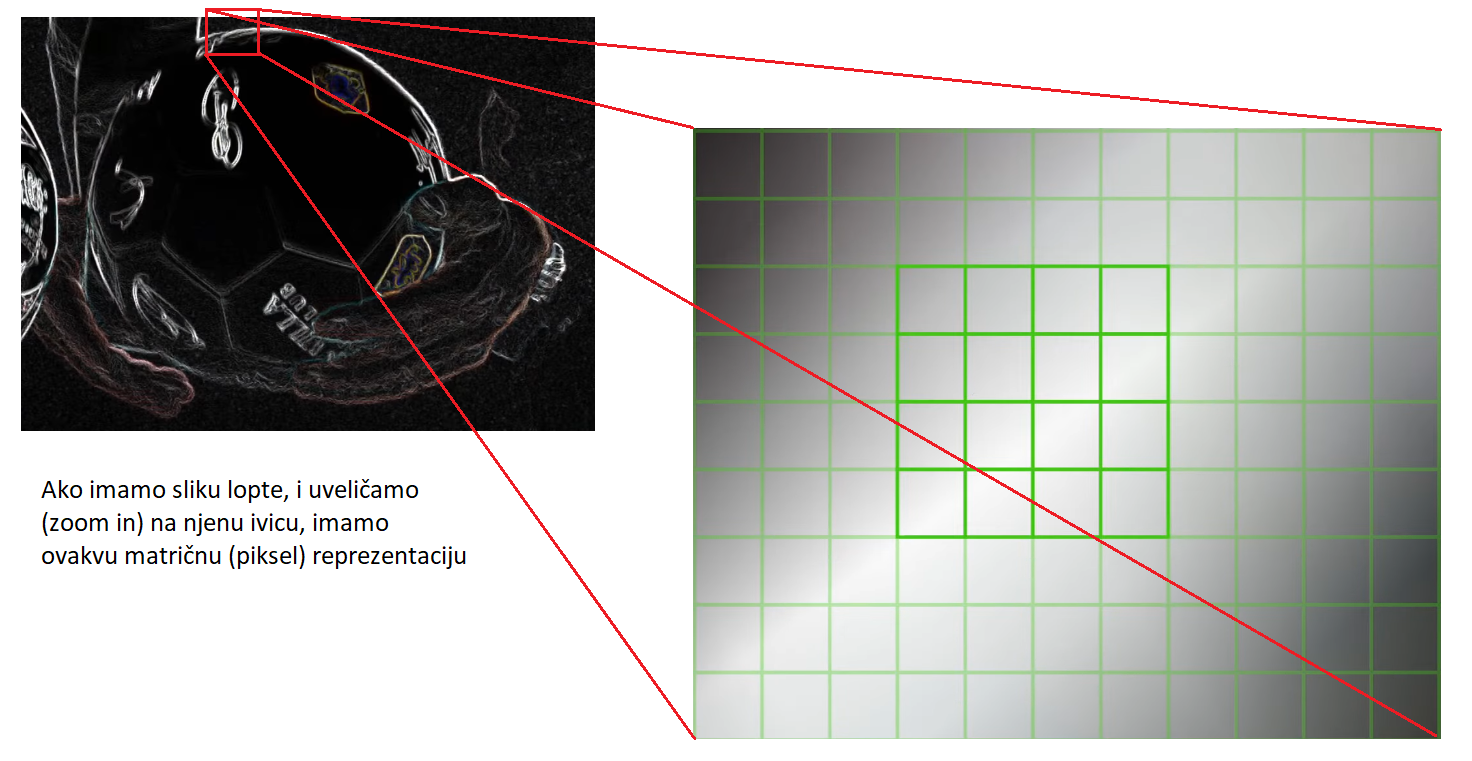 Ako imamo sliku lopte, i uveličamo
(zoom in) na njenu ivicu, imamo
ovakvu matričnu (piksel) reprezentaciju